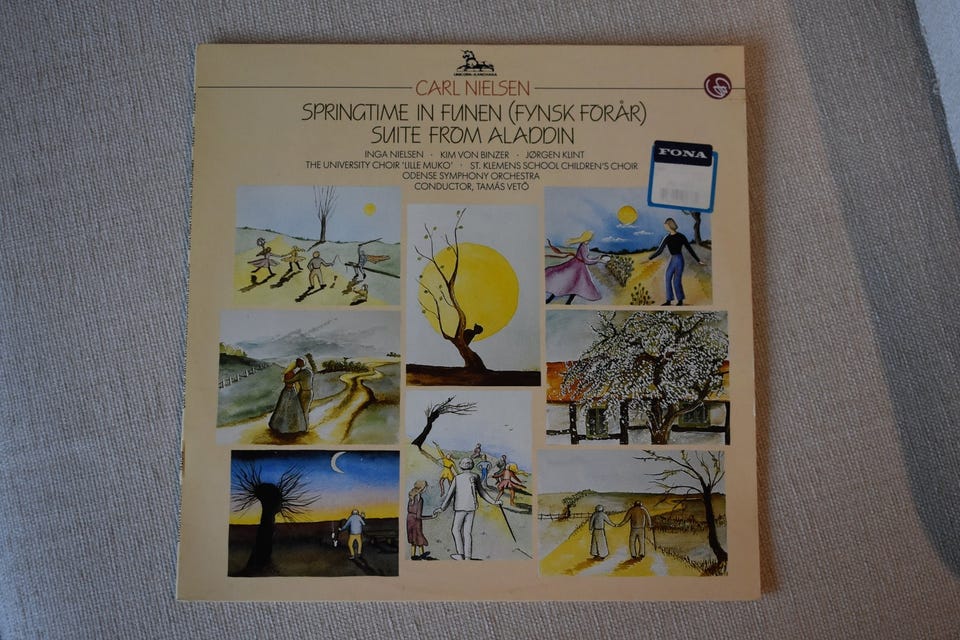 UNICORN-KANCHANA
CARL NIELSEN
SPRINGTIME IN FUNEN (FYNSK FORÅR)
SUITE FROM ALADDIN
INGA NIELSEN · KIM VON BINZER · JØRGEN KLINT
THE UNIVERSITY CHOIR 'LILLE MUKO' · ST. KLEMENS SCHOOL CHILDREN'S CHOIR
ODENSE SYMPHONY ORCHESTRA
CONDUCTOR, TAMÁS VETÖ
FONA